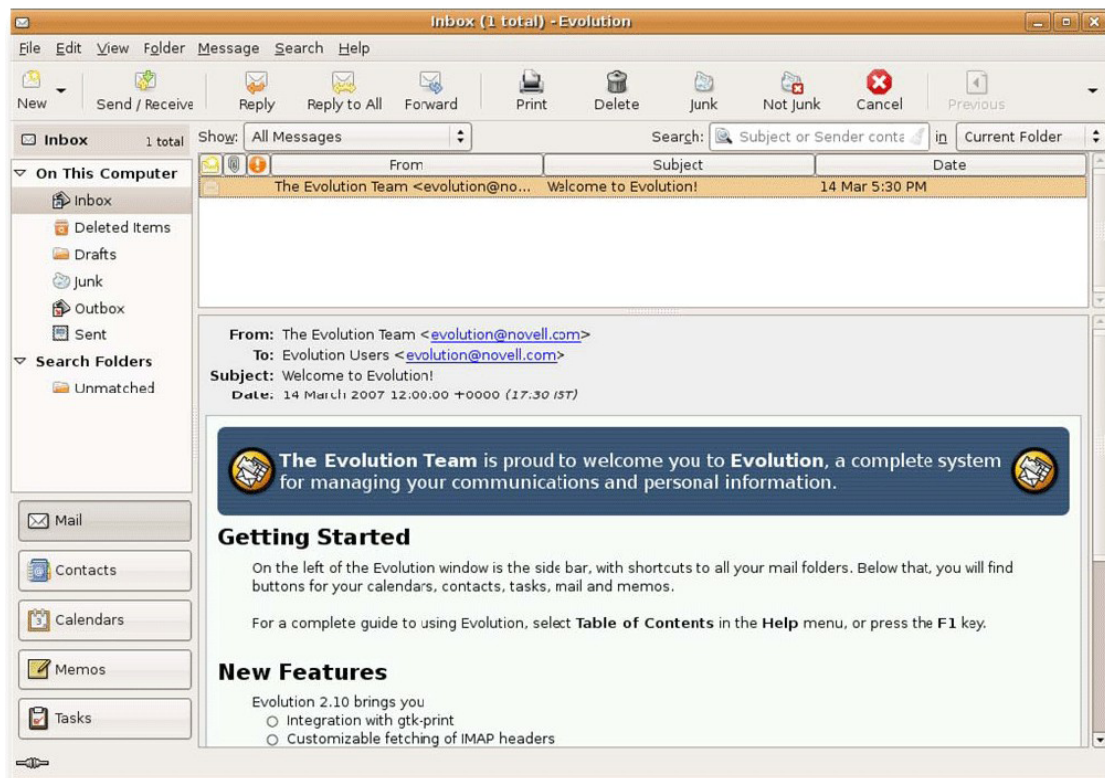 Inbox (1 total) - Evolution
File Edit View Folder Message Search Help
New Send / Receive Reply Reply to All Forward Print Delete Junk Not Junk Cancel Previous
Inbox 1 total
Show: All Messages Search: Subject or Sender conta in Current Folder
On This Computer
Inbox
Deleted Items
Drafts
Junk
Outbox
Sent
Search Folders
Unmatched
Mail
Contacts
Calendars
Memos
Tasks
From Subject Date
The Evolution Team <evolution@no... Welcome to Evolution! 14 Mar 5:30 PM
From: The Evolution Team <evolution@novell.com>
To: Evolution Users <evolution@novell.com>
Subject: Welcome to Evolution!
Date: 14 March 2007 12:00:00 +0000 (17:30 IST)
The Evolution Team is proud to welcome you to Evolution, a complete system
for managing your communications and personal information.
Getting Started
On the left of the Evolution window is the side bar, with shortcuts to all your mail folders. Below that, you will find
buttons for your calendars, contacts, tasks, mail and memos.
For a complete guide to using Evolution, select Table of Contents in the Help menu, or press the F1 key.
New Features
Evolution 2.10 brings you
Integration with gtk-print
Customizable fetching of IMAP headers